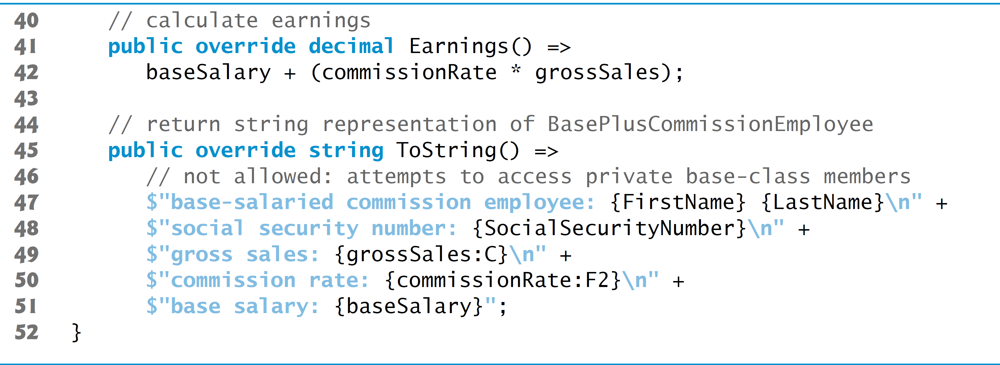 40 // calculate earnings
41 public override decimal Earnings() =>
42 baseSalary + (commissionRate * grossSales);
43
44 // return string representation of BasePlusCommissionEmployee
45 public override string ToString() =>
46 // not allowed: attempts to access private base-class members
47 $"base-salaried commission employee: {FirstName} {LastName}\n" +
48 $"social security number: {SocialSecurityNumber}\n" +
49 $"gross sales: {grossSales:C}\n" +
50 $"commission rate: {commissionRate:F2}\n" +
51 $"base salary: {baseSalary}";
52 }